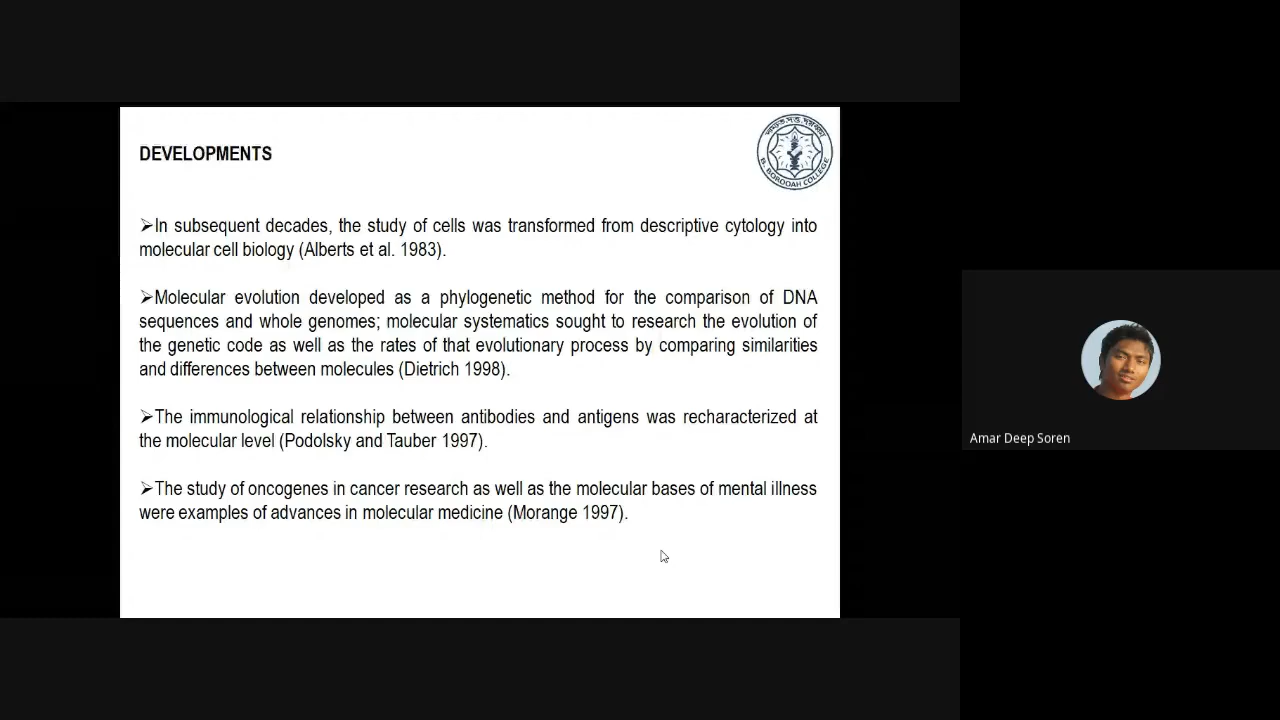 DEVELOPMENTS
B. BOROOAH COLLEGE
➢In subsequent decades, the study of cells was transformed from descriptive cytology into
molecular cell biology (Alberts et al. 1983).
➢Molecular evolution developed as a phylogenetic method for the comparison of DNA
sequences and whole genomes; molecular systematics sought to research the evolution of
the genetic code as well as the rates of that evolutionary process by comparing similarities
and differences between molecules (Dietrich 1998).
➢The immunological relationship between antibodies and antigens was recharacterized at
the molecular level (Podolsky and Tauber 1997).
➢The study of oncogenes in cancer research as well as the molecular bases of mental illness
were examples of advances in molecular medicine (Morange 1997).
Amar Deep Soren